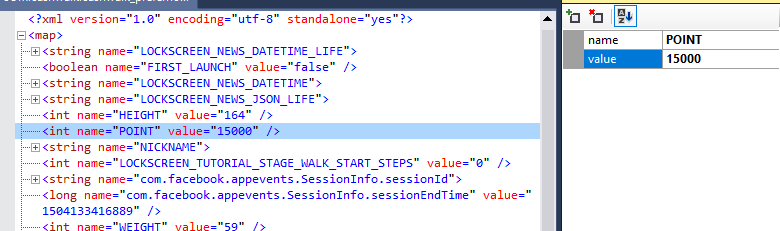 <?xml version="1.0" encoding="utf-8" standalone="yes"?>
<map>
<string name="LOCKSCREEN_NEWS_DATETIME_LIFE">
<boolean name="FIRST_LAUNCH" value="false" />
<string name="LOCKSCREEN_NEWS_DATETIME">
<string name="LOCKSCREEN_NEWS_JSON_LIFE">
<int name="HEIGHT" value="164" />
<int name="POINT" value="15000" />
<string name="NICKNAME">
<int name="LOCKSCREEN_TUTORIAL_STAGE_WALK_START_STEPS" value="0" />
<string name="com.facebook.appevents.SessionInfo.sessionId">
<long name="com.facebook.appevents.SessionInfo.sessionEndTime" value="
1504133416889" />
<int name="WEIGHT" value="59" />
name POINT
value 15000